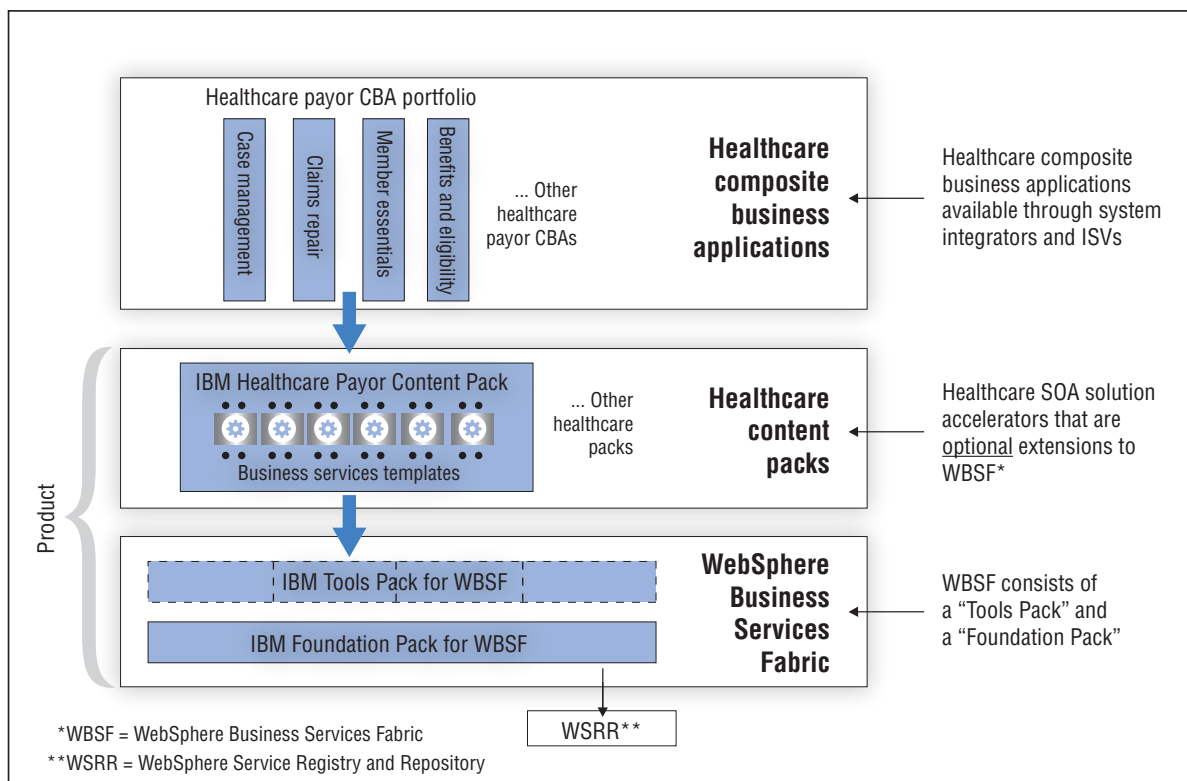 Healthcare payor CBA portfolio
Case management
Claims repair
Member essentials
Benefits and eligibility
... Other
healthcare
payor CBAs
Healthcare
composite
business
applications
Healthcare composite
business applications
available through system
integrators and ISVs
Product
IBM Healthcare Payor Content Pack
Business services templates
... Other
healthcare
packs
Healthcare
content
packs
Healthcare SOA solution
accelerators that are
optional extensions to
WBSF*
IBM Tools Pack for WBSF
IBM Foundation Pack for WBSF
WebSphere
Business
Services
Fabric
WBSF consists of
a “Tools Pack” and
a “Foundation Pack”
WSRR**
*WBSF = WebSphere Business Services Fabric
**WSRR = WebSphere Service Registry and Repository